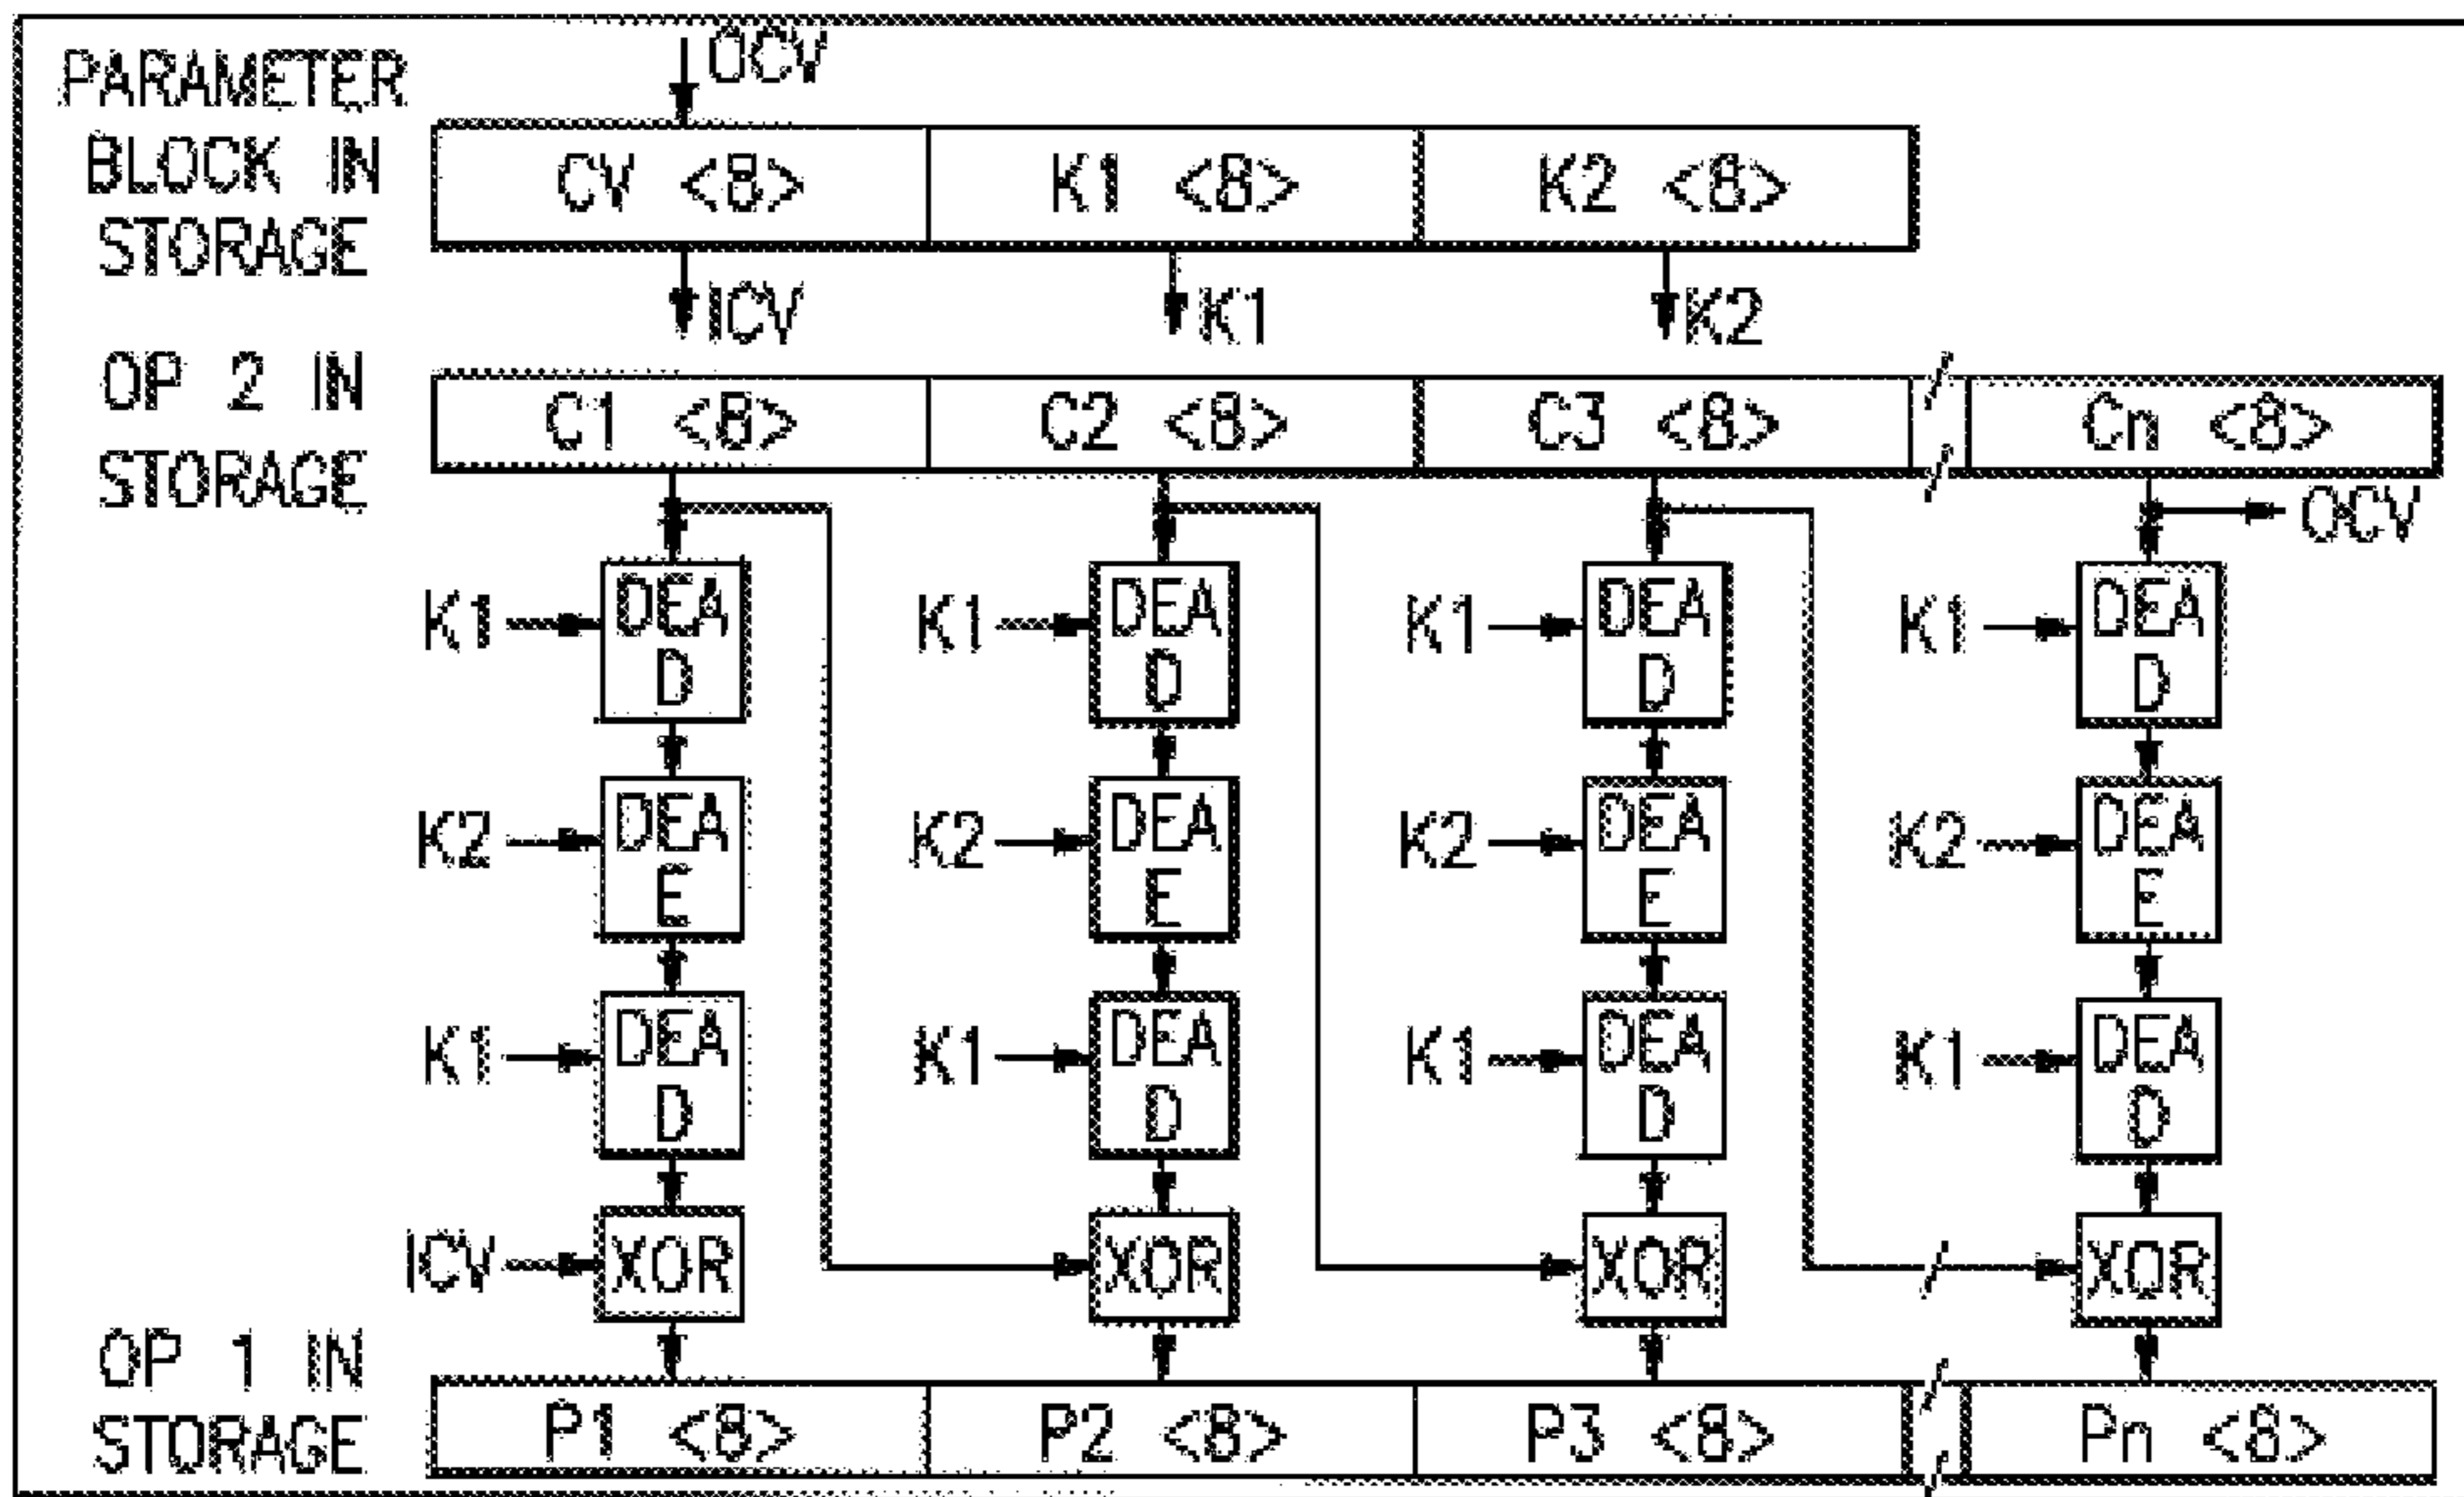 OCV
PARAMETER
BLOCK IN
STORAGE
CV <8> K1 <8> K2 <8>
ICV K1 K2
OP 2 IN
STORAGE
C1 <8> C2 <8> C3 <8> Cn <8>
OCV
K1 DEA K1 DEA K1 DEA K1 DEA
D D D D
K2 DEA K2 DEA K2 DEA K2 DEA
E E E E
K1 DEA K1 DEA K1 DEA K1 DEA
D D D D
ICV XOR XOR XOR XOR
OP 1 IN
STORAGE
P1 <8> P2 <8> P3 <8> Pn <8>